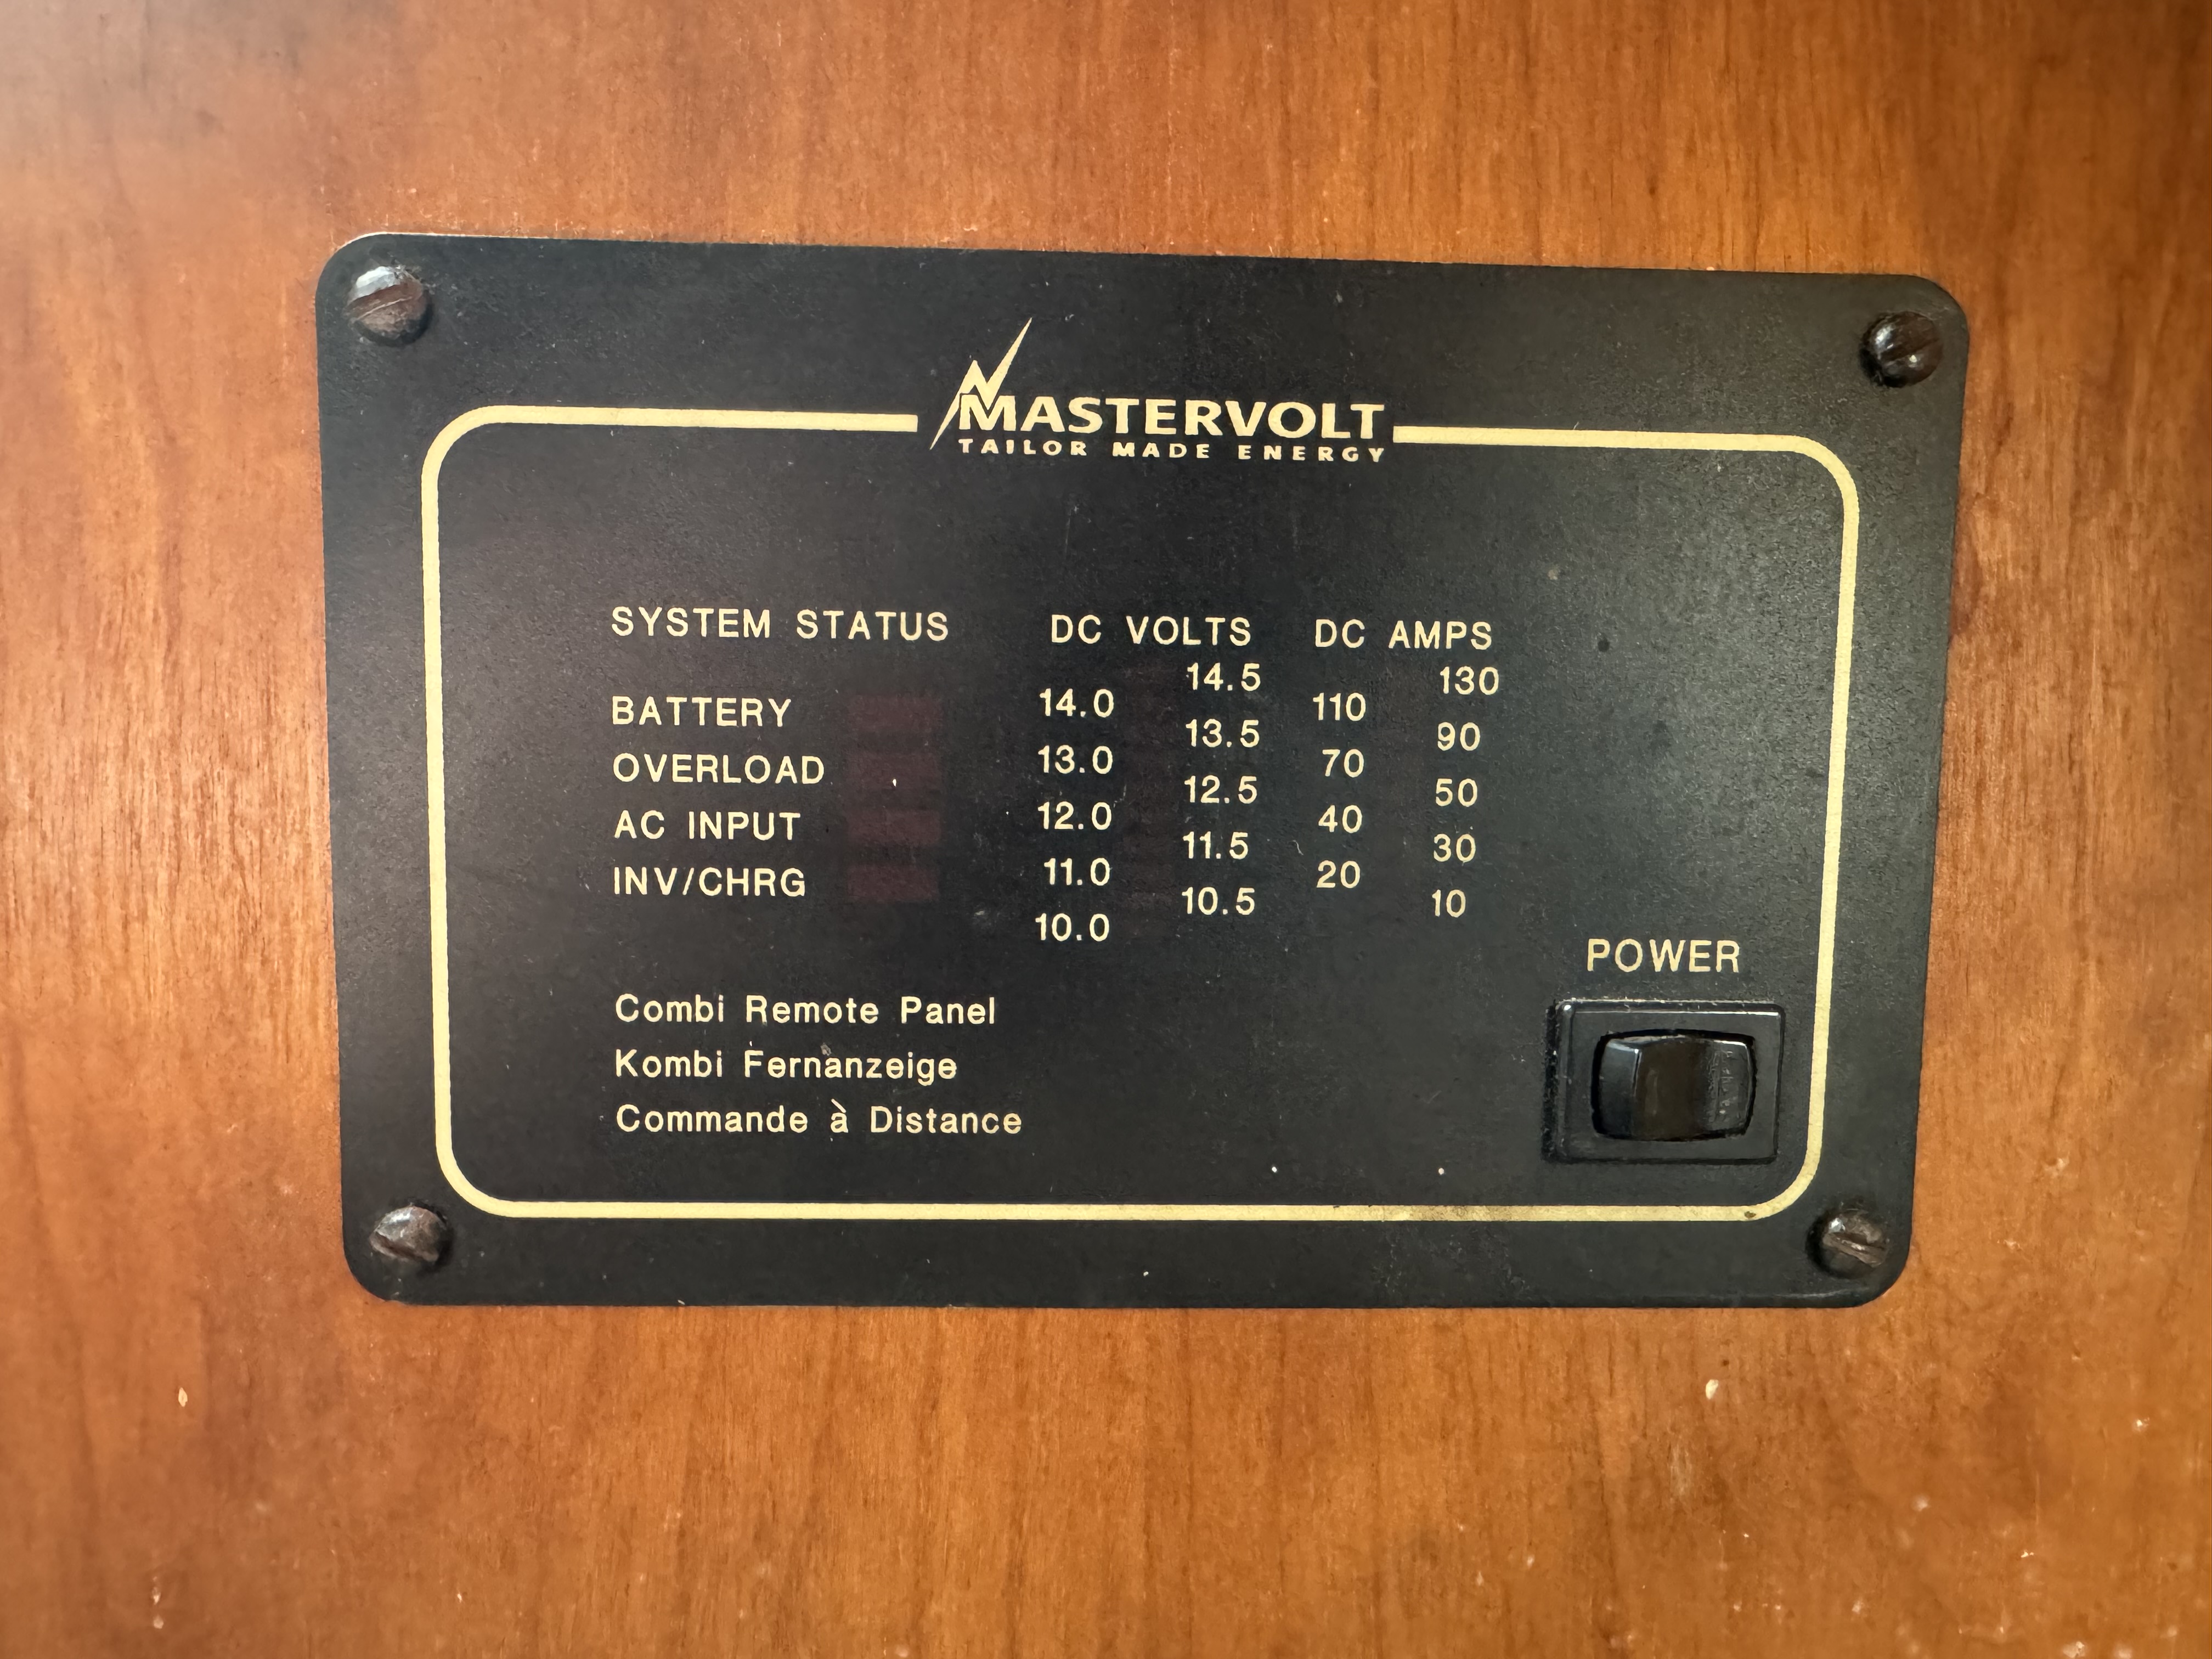 MASTERVOLT
TAILOR MADE ENERGY
SYSTEM STATUS DC VOLTS DC AMPS
14.5 130
BATTERY 14.0 110
13.5 90
OVERLOAD 13.0 70
12.5 50
AC INPUT 12.0 40
11.5 30
INV/CHRG 11.0 20
10.5 10
10.0
POWER
Combi Remote Panel
Kombi Fernanzeige
Commande à Distance